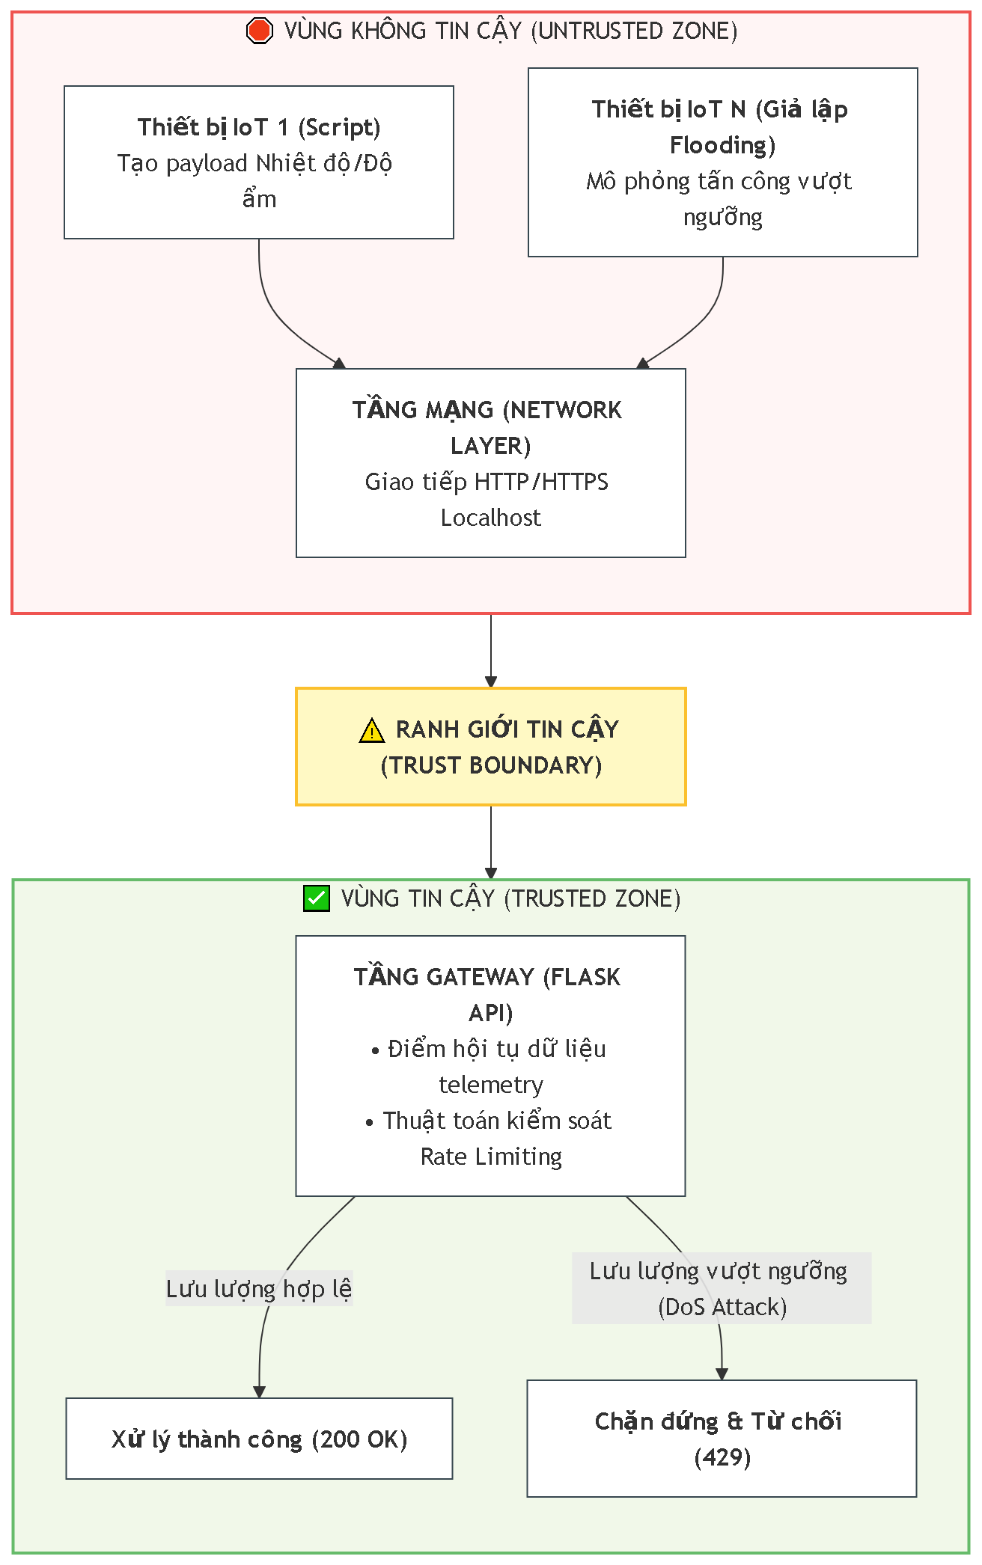 🛑 VÙNG KHÔNG TIN CẬY (UNTRUSTED ZONE)
Thiết bị IoT 1 (Script)
Tạo payload Nhiệt độ/Độ
ẩm
Thiết bị IoT N (Giả lập
Flooding)
Mô phỏng tấn công vượt
ngưỡng
TẦNG MẠNG (NETWORK
LAYER)
Giao tiếp HTTP/HTTPS
Localhost
⚠️ RANH GIỚI TIN CẬY
(TRUST BOUNDARY)
✅ VÙNG TIN CẬY (TRUSTED ZONE)
TẦNG GATEWAY (FLASK
API)
• Điểm hội tụ dữ liệu
telemetry
• Thuật toán kiểm soát
Rate Limiting
Lưu lượng hợp lệ
Lưu lượng vượt ngưỡng
(DoS Attack)
Xử lý thành công (200 OK)
Chặn đứng & Từ chối
(429)